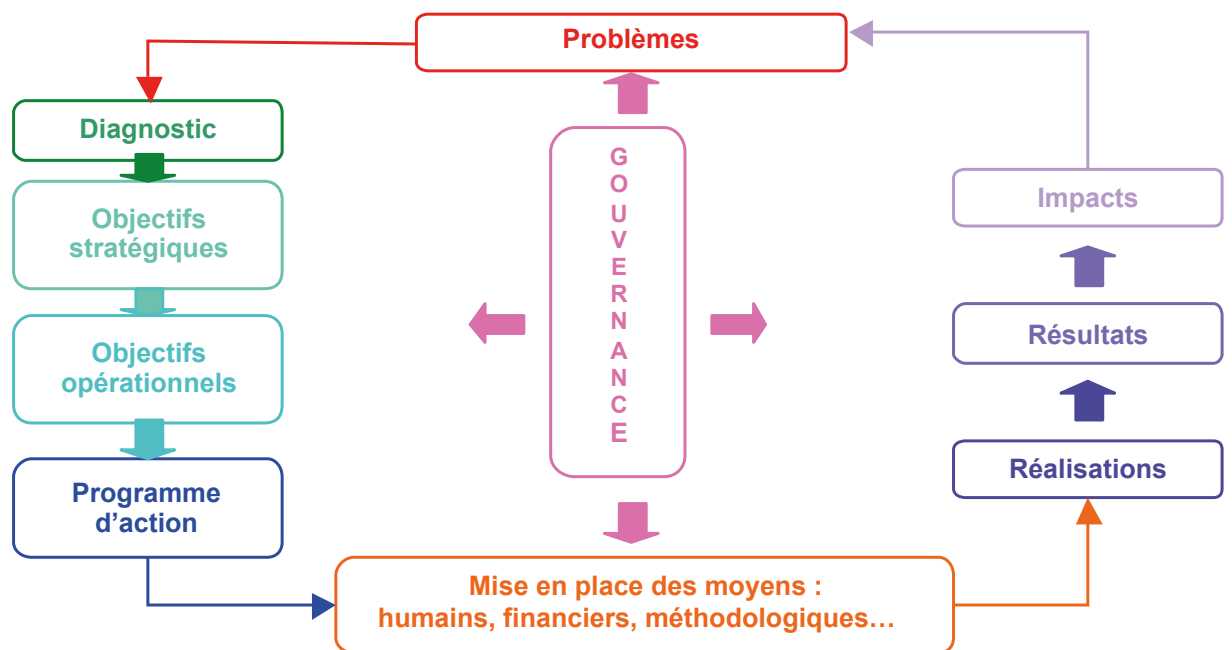 Problèmes
Diagnostic
Objectifs
stratégiques
Objectifs
opérationnels
Programme
d’action
G
O
U
V
E
R
N
A
N
C
E
Mise en place des moyens :
humains, financiers, méthodologiques…
Impacts
Résultats
Réalisations